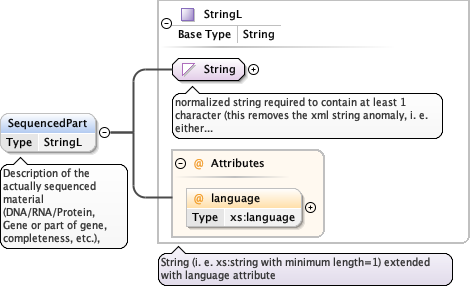 StringL
Base Type String
String
normalized string required to contain at least 1
character (this removes the xml string anomaly, i. e.
either...
SequencedPart
Type StringL
Description of the
actually sequenced
material
(DNA/RNA/Protein,
Gene or part of gene,
completeness, etc.),
@ Attributes
@ language
Type xs:language
String (i. e. xs:string with minimum length=1) extended
with language attribute